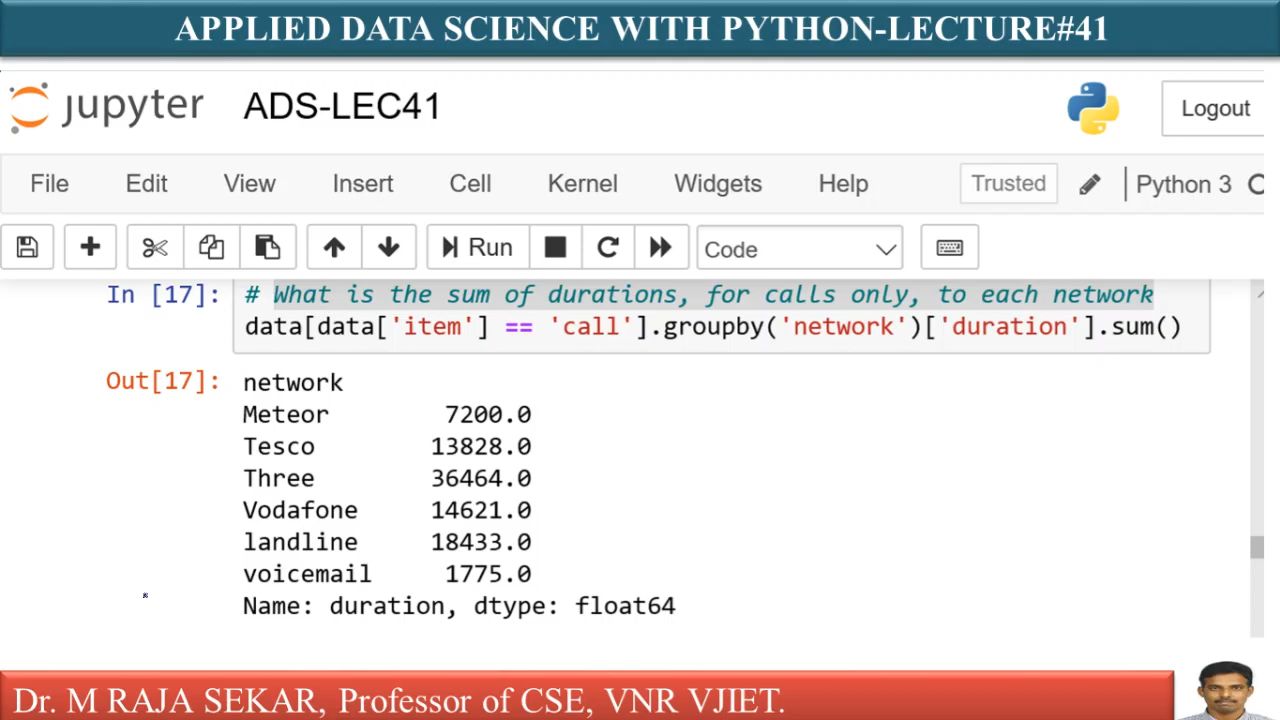 APPLIED DATA SCIENCE WITH PYTHON-LECTURE#41
jupyter ADS-LEC41 Logout
File Edit View Insert Cell Kernel Widgets Help Trusted Python 3
Run Code
In [17]: # What is the sum of durations, for calls only, to each network
data[data['item'] == 'call'].groupby('network')['duration'].sum()
Out[17]: network
Meteor 7200.0
Tesco 13828.0
Three 36464.0
Vodafone 14621.0
landline 18433.0
voicemail 1775.0
Name: duration, dtype: float64
Dr. M RAJA SEKAR, Professor of CSE, VNR VJIET.